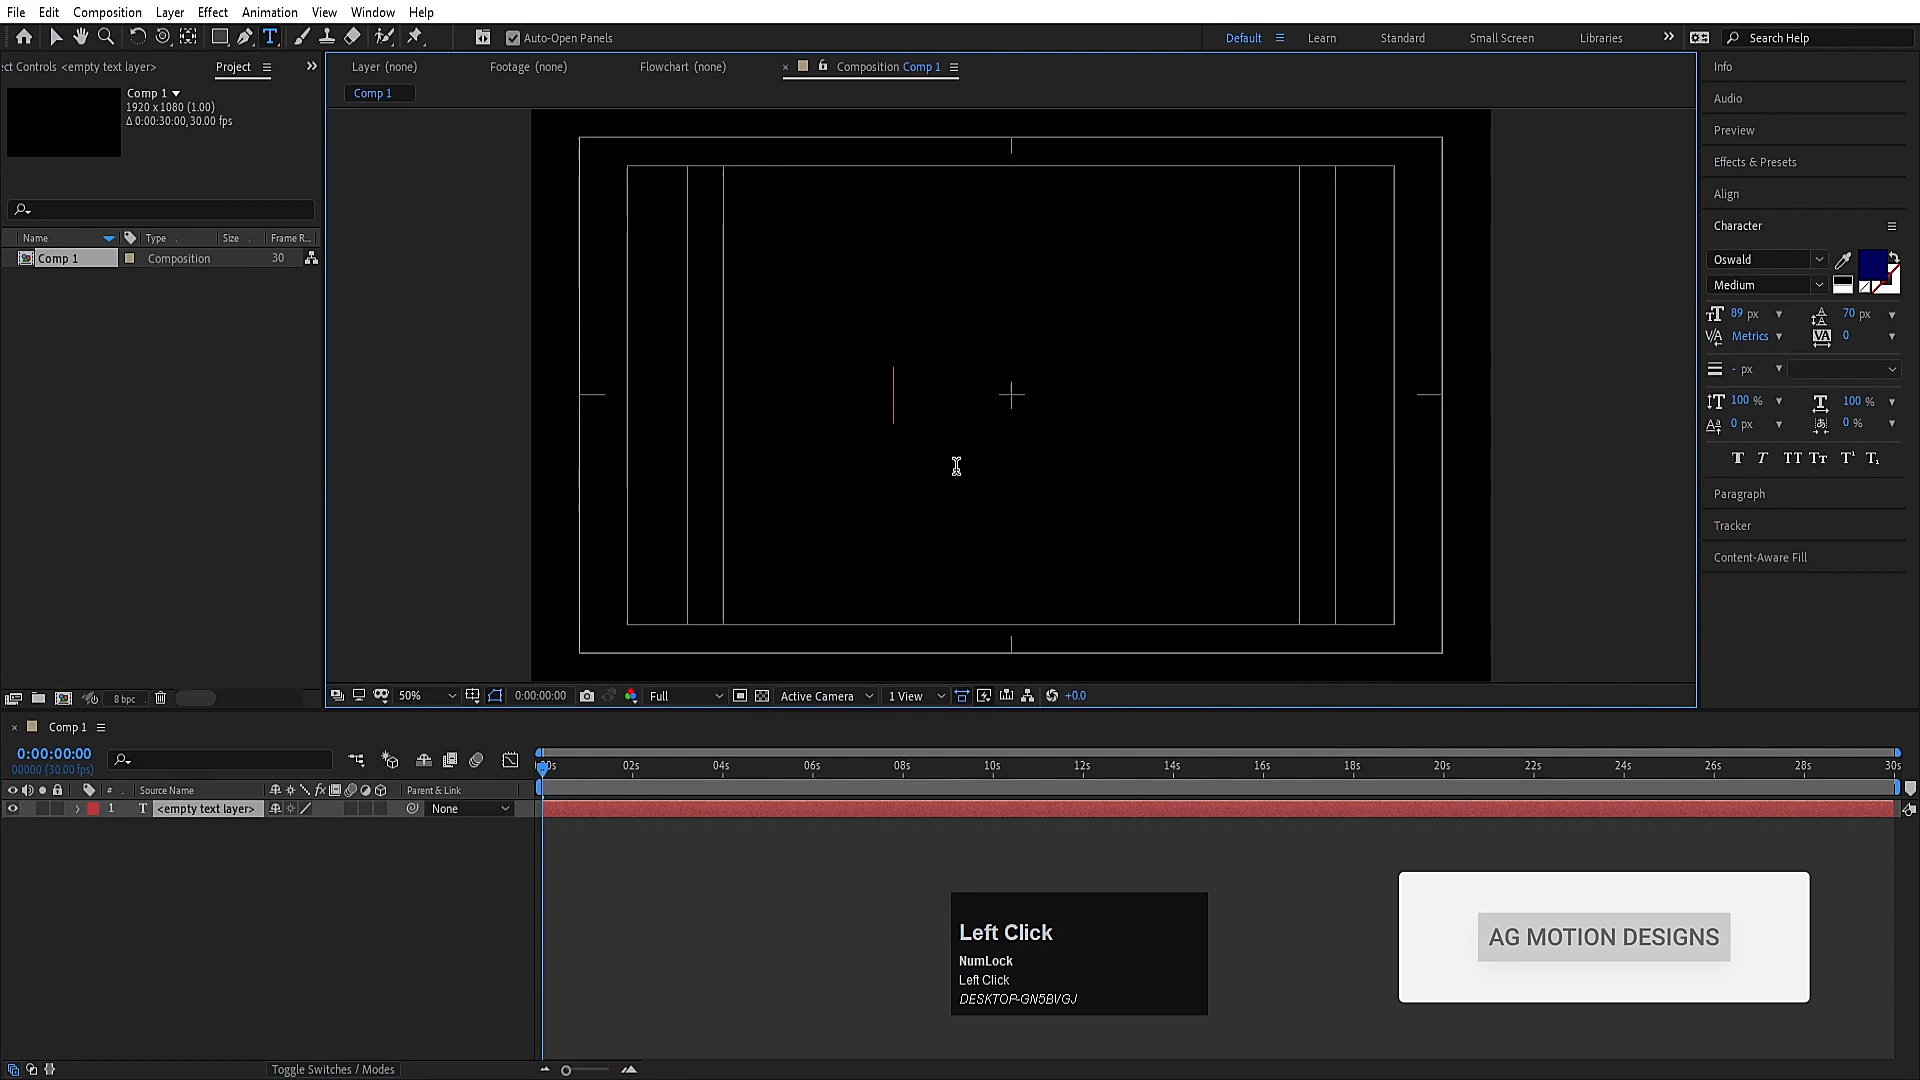 File Edit Composition Layer Effect Animation View Window Help
Auto-Open Panels
Default Learn Standard Small Screen Libraries Search Help
ct Controls <empty text layer> Project
Comp 1
1920 x 1080 (1.00)
Δ 0:00:30:00, 30.00 fps
Name Type Size Frame R...
Comp 1 Composition 30
8 bpc
Layer (none) Footage (none) Flowchart (none) Composition Comp 1
Comp 1
50% 0:00:00:00 Full Active Camera 1 View +0.0
Info
Audio
Preview
Effects & Presets
Align
Character
Oswald
Medium
89 px 70 px
Metrics 0
- px
100 % 100 %
0 px 0 %
T T TT Tт T¹ T₁
Paragraph
Tracker
Content-Aware Fill
Comp 1
0:00:00:00
00000 (30.00 fps)
# Source Name fx Parent & Link
1 T <empty text layer> None
00s 02s 04s 06s 08s 10s 12s 14s 16s 18s 20s 22s 24s 26s 28s 30s
Left Click
NumLock
Left Click
DESKTOP-GN5BVGJ
AG MOTION DESIGNS
Toggle Switches / Modes